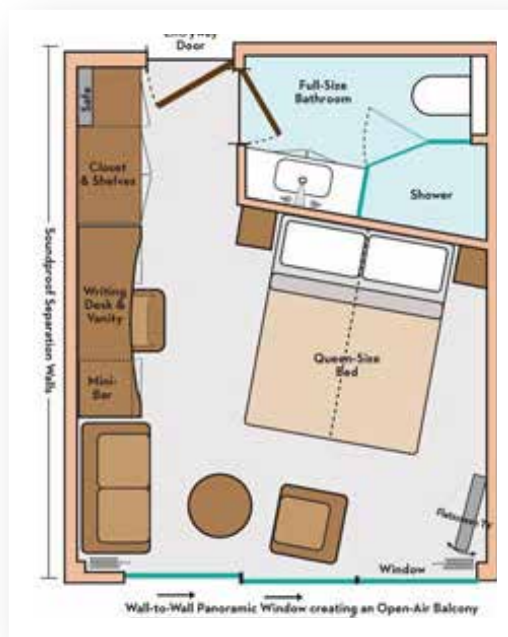 Door
Full-Size
Bathroom
Safe
Closet
& Shelves
Shower
Soundproof Separation Walls
Writing
Desk &
Vanity
Queen-Size
Bed
Mini-
Bar
Flatscreen TV
Window
Wall-to-Wall Panoramic Window creating an Open-Air Balcony